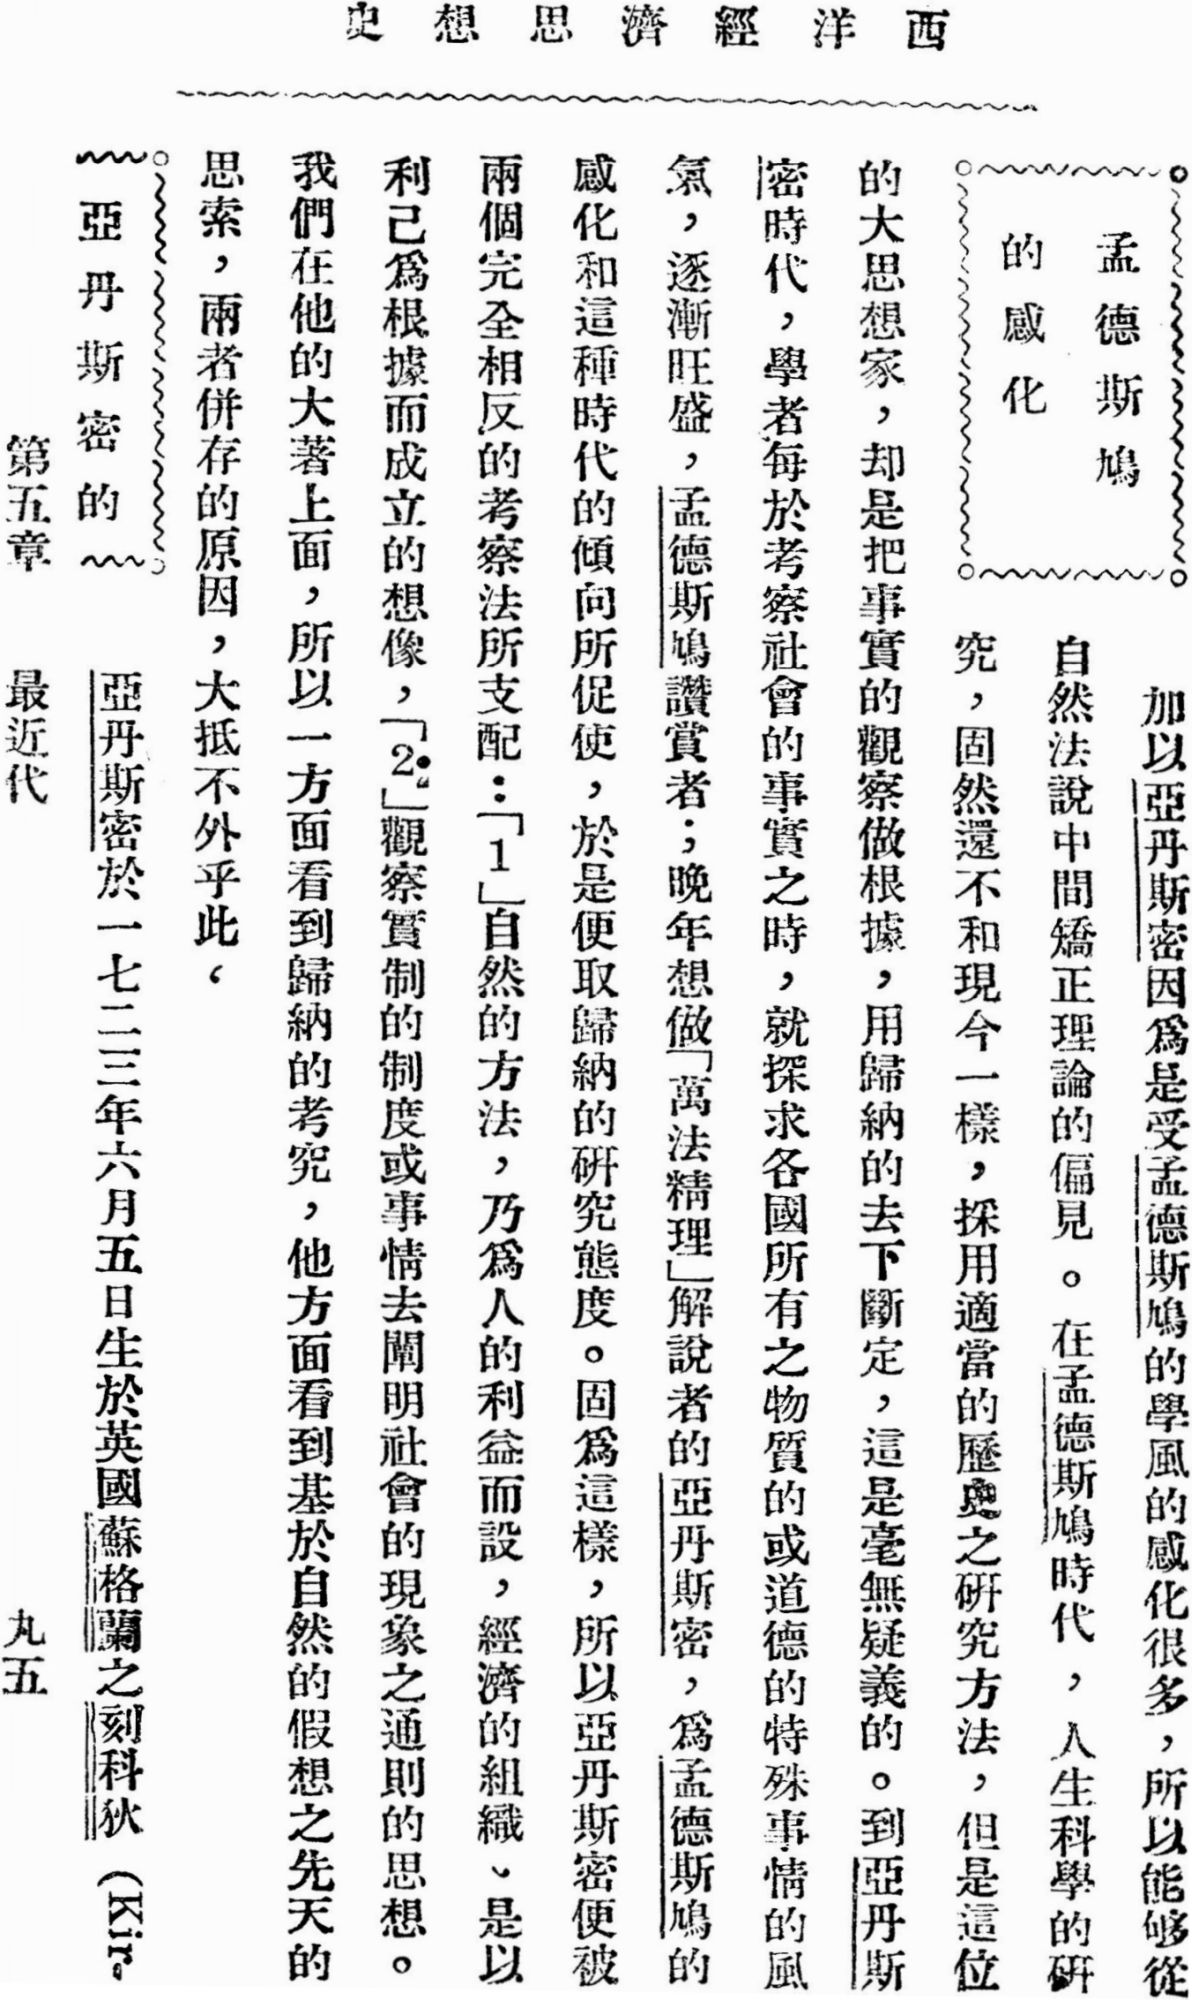 西洋經濟思想史
孟德斯鳩
的感化
加以亞丹斯密因爲是受孟德斯鳩的學風的感化很多，所以能够從
自然法說中間矯正理論的偏見。在孟德斯鳩時代，人生科學的硏
究，固然還不和現今一樣，採用適當的歷史之硏究方法，但是這位
的大思想家，却是把事實的觀察做根據，用歸納的去下斷定，這是毫無疑義的。到亞丹斯
密時代，學者每於考察社會的事實之時，就探求各國所有之物質的或道德的特殊事情的風
氣，逐漸旺盛，孟德斯鳩讚賞者；晚年想做「萬法精理」解說者的亞丹斯密，爲孟德斯鳩的
感化和這種時代的傾向所促使，於是便取歸納的硏究態度。固爲這樣，所以亞丹斯密便被
兩個完全相反的考察法所支配：「1」自然的方法，乃爲人的利益而設，經濟的組織、是以
利己爲根據而成立的想像，「2」觀察實制的制度或事情去闡明社會的現象之通則的思想。
我們在他的大著上面，所以一方面看到歸納的考究，他方面看到基於自然的假想之先天的
思索，兩者併存的原因，大抵不外乎此，
亞丹斯密的
亞丹斯密於一七二三年六月五日生於英國蘇格蘭之刻科狄（Kir-
第五章　最近代　九五